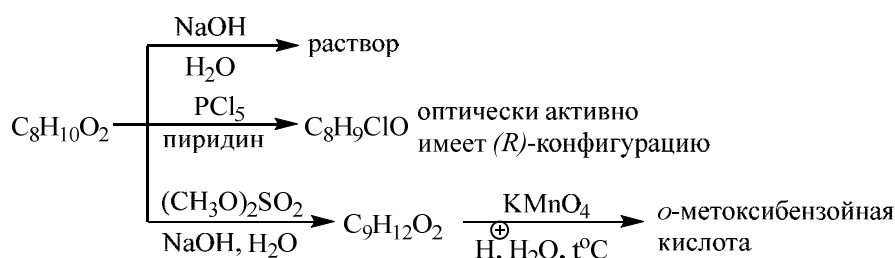 NaOH
H₂O
раствор
C₈H₁₀O₂
PCl₅
пиридин
C₈H₉ClO
оптически активно
имеет (R)-конфигурацию
(CH₃O)₂SO₂
NaOH, H₂O
C₉H₁₂O₂
KMnO₄
H⊕, H₂O, t°C
о-метоксибензойная
кислота